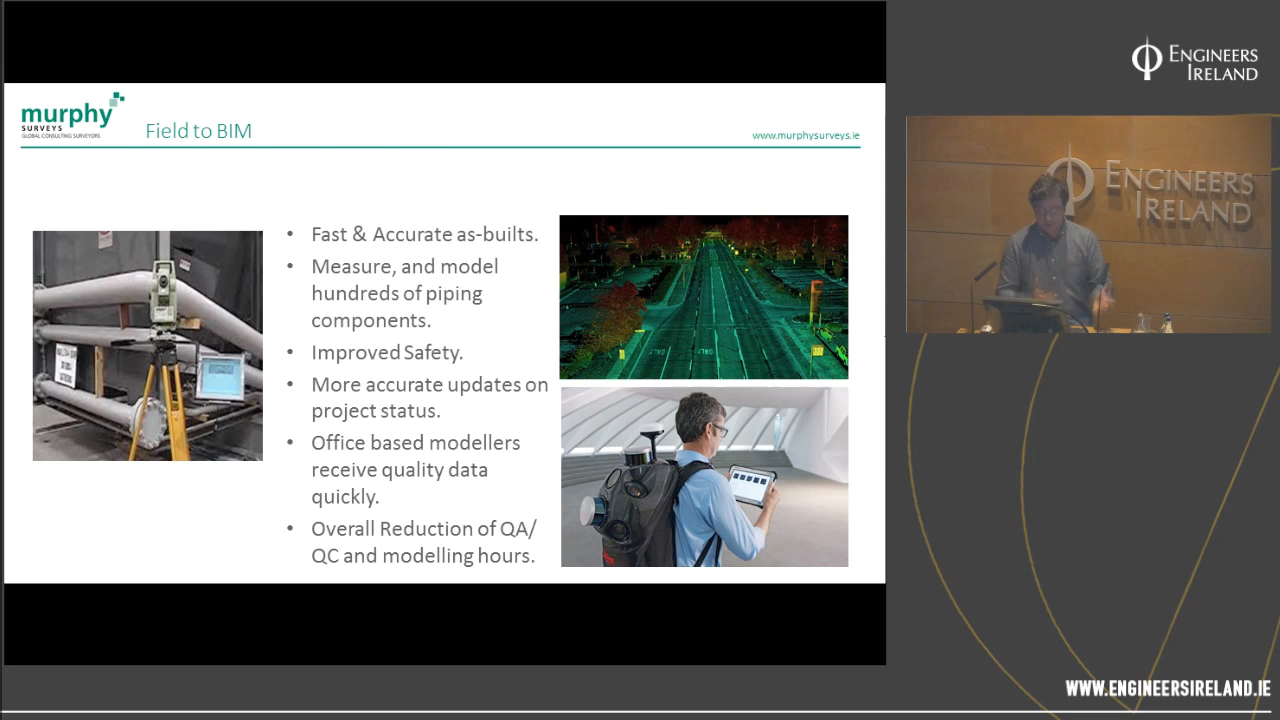 murphy
SURVEYS
GLOBAL CONSULTING SURVEYORS
Field to BIM
www.murphysurveys.ie
• Fast & Accurate as-builts.
• Measure, and model
hundreds of piping
components.
• Improved Safety.
• More accurate updates on
project status.
• Office based modellers
receive quality data
quickly.
• Overall Reduction of QA/
QC and modelling hours.
ONLY
ONLY
ENGINEERS
IRELAND
ENGINEERS
IRELAND
WWW.ENGINEERSIRELAND.IE